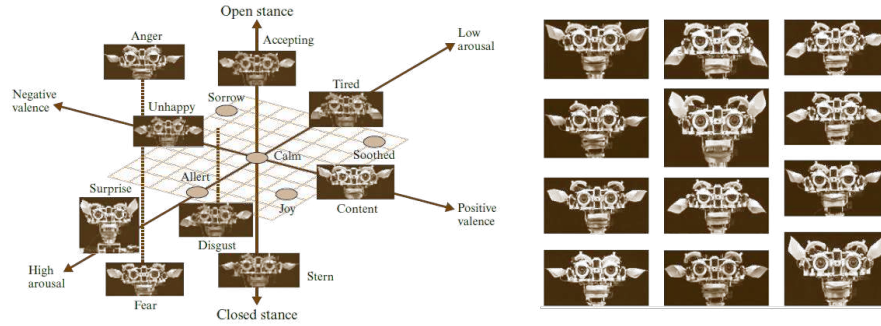 Open stance
Anger
Accepting
Low
arousal
Tired
Negative
valence
Unhappy
Sorrow
Calm
Soothed
Allert
Surprise
Joy
Content
Positive
valence
Disgust
High
arousal
Stern
Fear
Closed stance